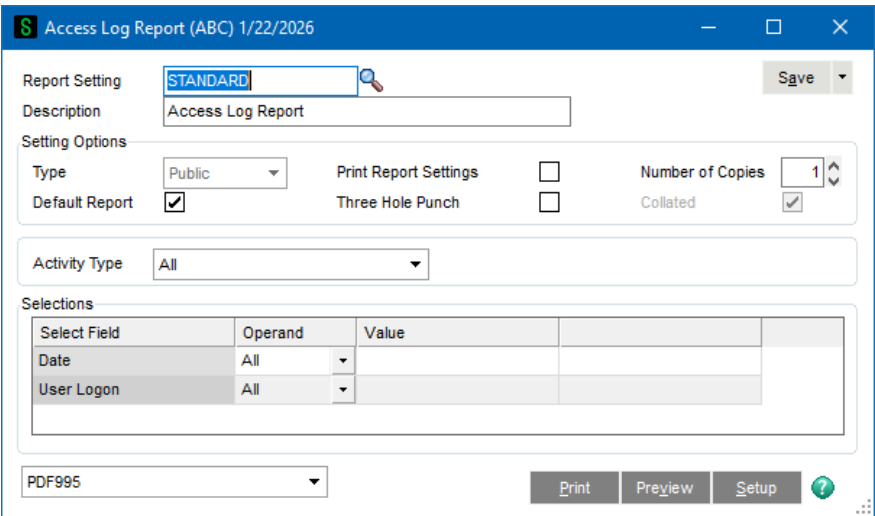 S Access Log Report (ABC) 1/22/2026
Report Setting STANDARD Save
Description Access Log Report
Setting Options
Type Public Print Report Settings Number of Copies 1
Default Report Three Hole Punch Collated
Activity Type All
Selections
Select Field Operand Value
Date All
User Logon All
PDF995 Print Preview Setup ?